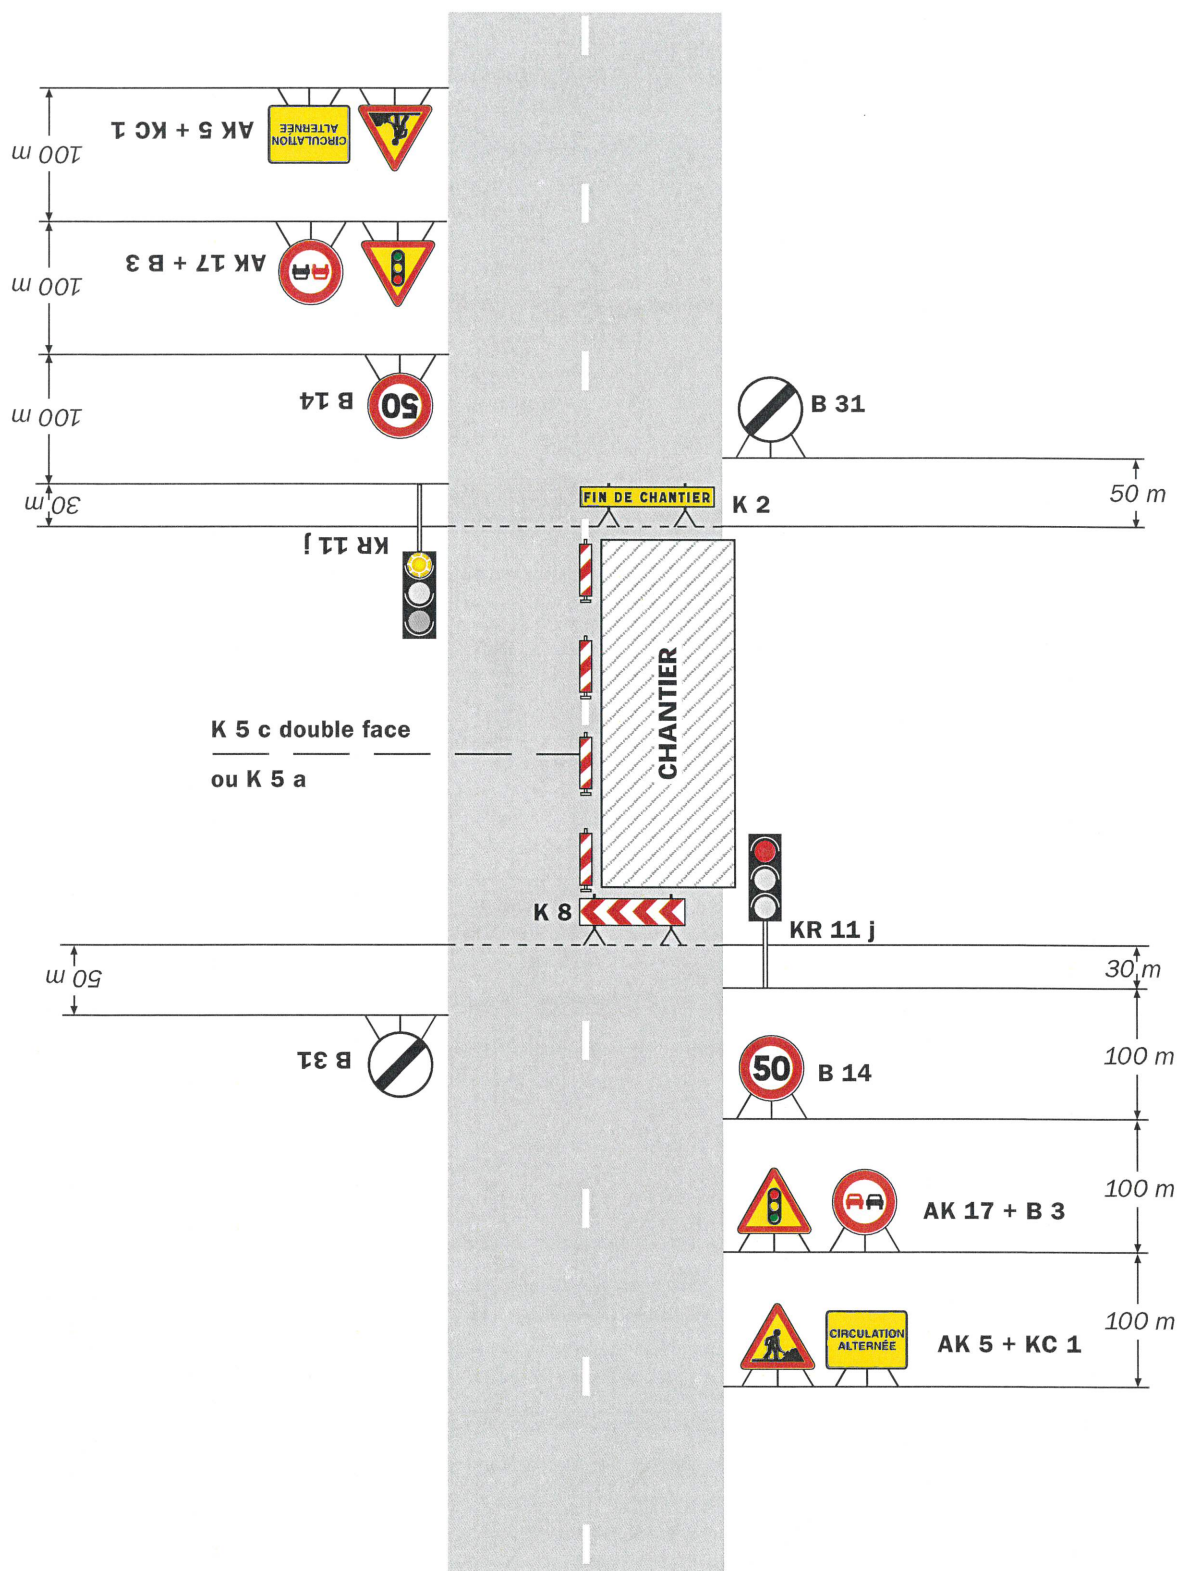 AK 5 + KC 1
CIRCULATION
ALTERNÉE
100 m
AK 17 + B 3
100 m
B 14
50
100 m
B 31
30 m
50 m
FIN DE CHANTIER
K 2
KR 11 j
CHANTIER
K 5 c double face
ou K 5 a
K 8
KR 11 j
50 m
30 m
B 31
50
B 14
100 m
AK 17 + B 3
100 m
CIRCULATION
ALTERNÉE
AK 5 + KC 1
100 m